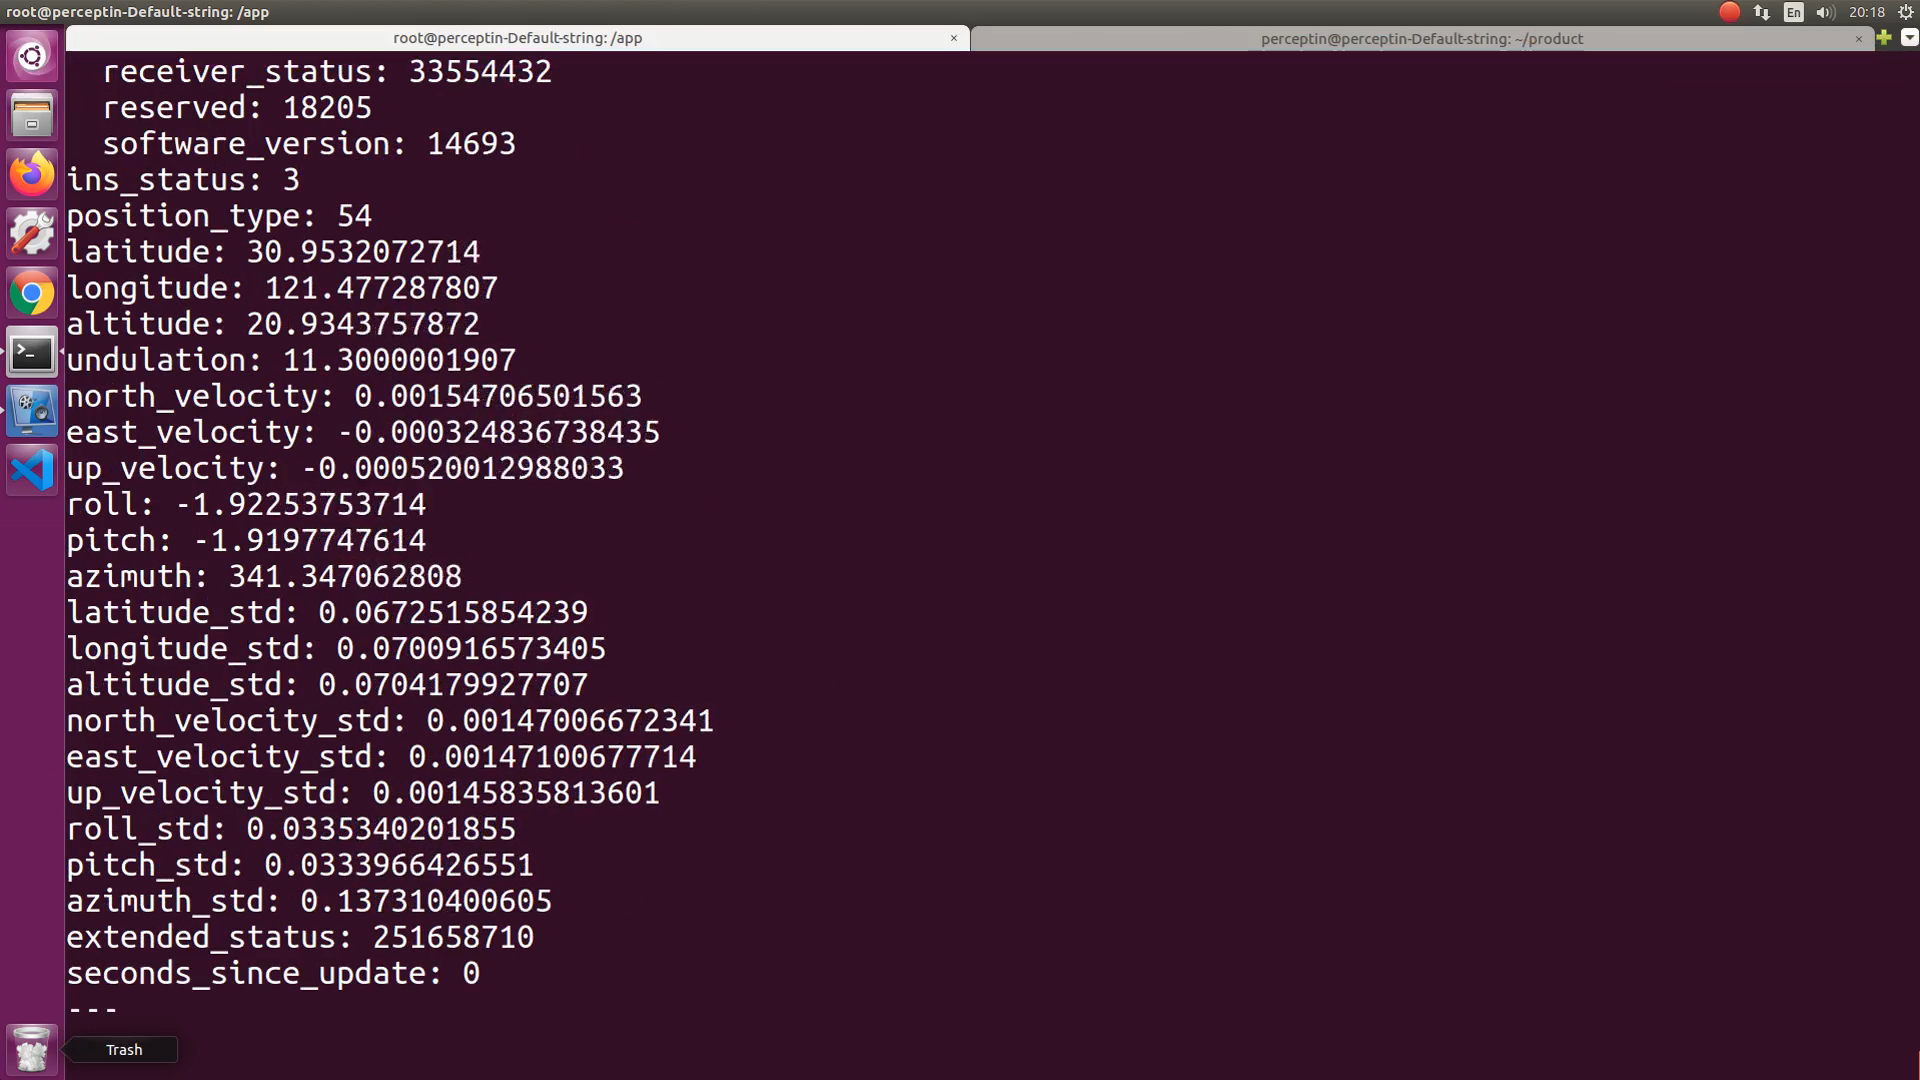 root@perceptin-Default-string: /app
En
20:18
root@perceptin-Default-string: /app ×
perceptin@perceptin-Default-string: ~/product ×
receiver_status: 33554432
reserved: 18205
software_version: 14693
ins_status: 3
position_type: 54
latitude: 30.9532072714
longitude: 121.477287807
altitude: 20.9343757872
undulation: 11.3000001907
north_velocity: 0.00154706501563
east_velocity: -0.000324836738435
up_velocity: -0.000520012988033
roll: -1.92253753714
pitch: -1.9197747614
azimuth: 341.347062808
latitude_std: 0.0672515854239
longitude_std: 0.0700916573405
altitude_std: 0.0704179927707
north_velocity_std: 0.00147006672341
east_velocity_std: 0.00147100677714
up_velocity_std: 0.00145835813601
roll_std: 0.0335340201855
pitch_std: 0.0333966426551
azimuth_std: 0.137310400605
extended_status: 251658710
seconds_since_update: 0
---
Trash